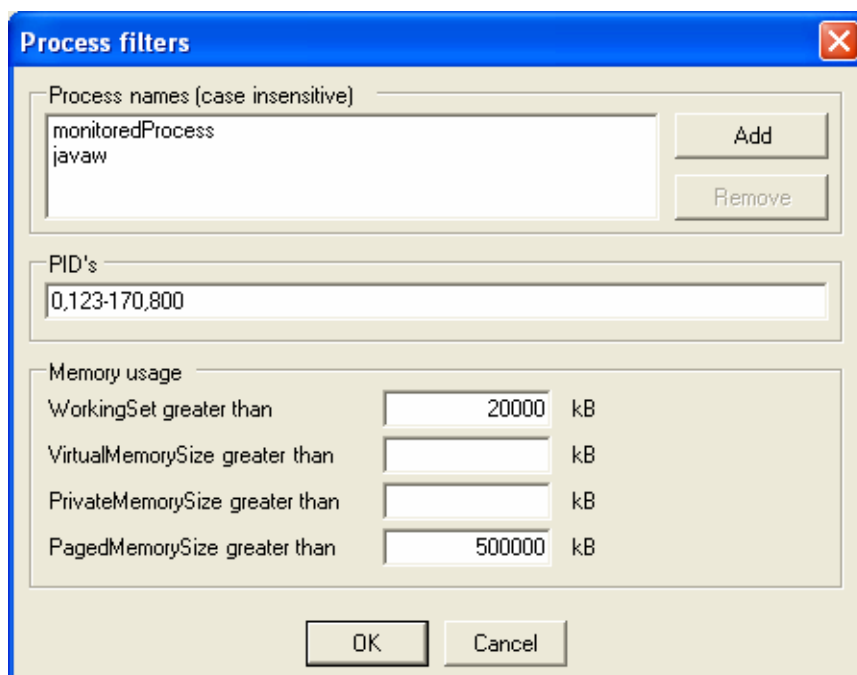 Process filters
Process names (case insensitive)
monitoredProcess
javaw
Add
Remove
PID's
0,123-170,800
Memory usage
WorkingSet greater than 20000 kB
VirtualMemorySize greater than kB
PrivateMemorySize greater than kB
PagedMemorySize greater than 500000 kB
OK Cancel